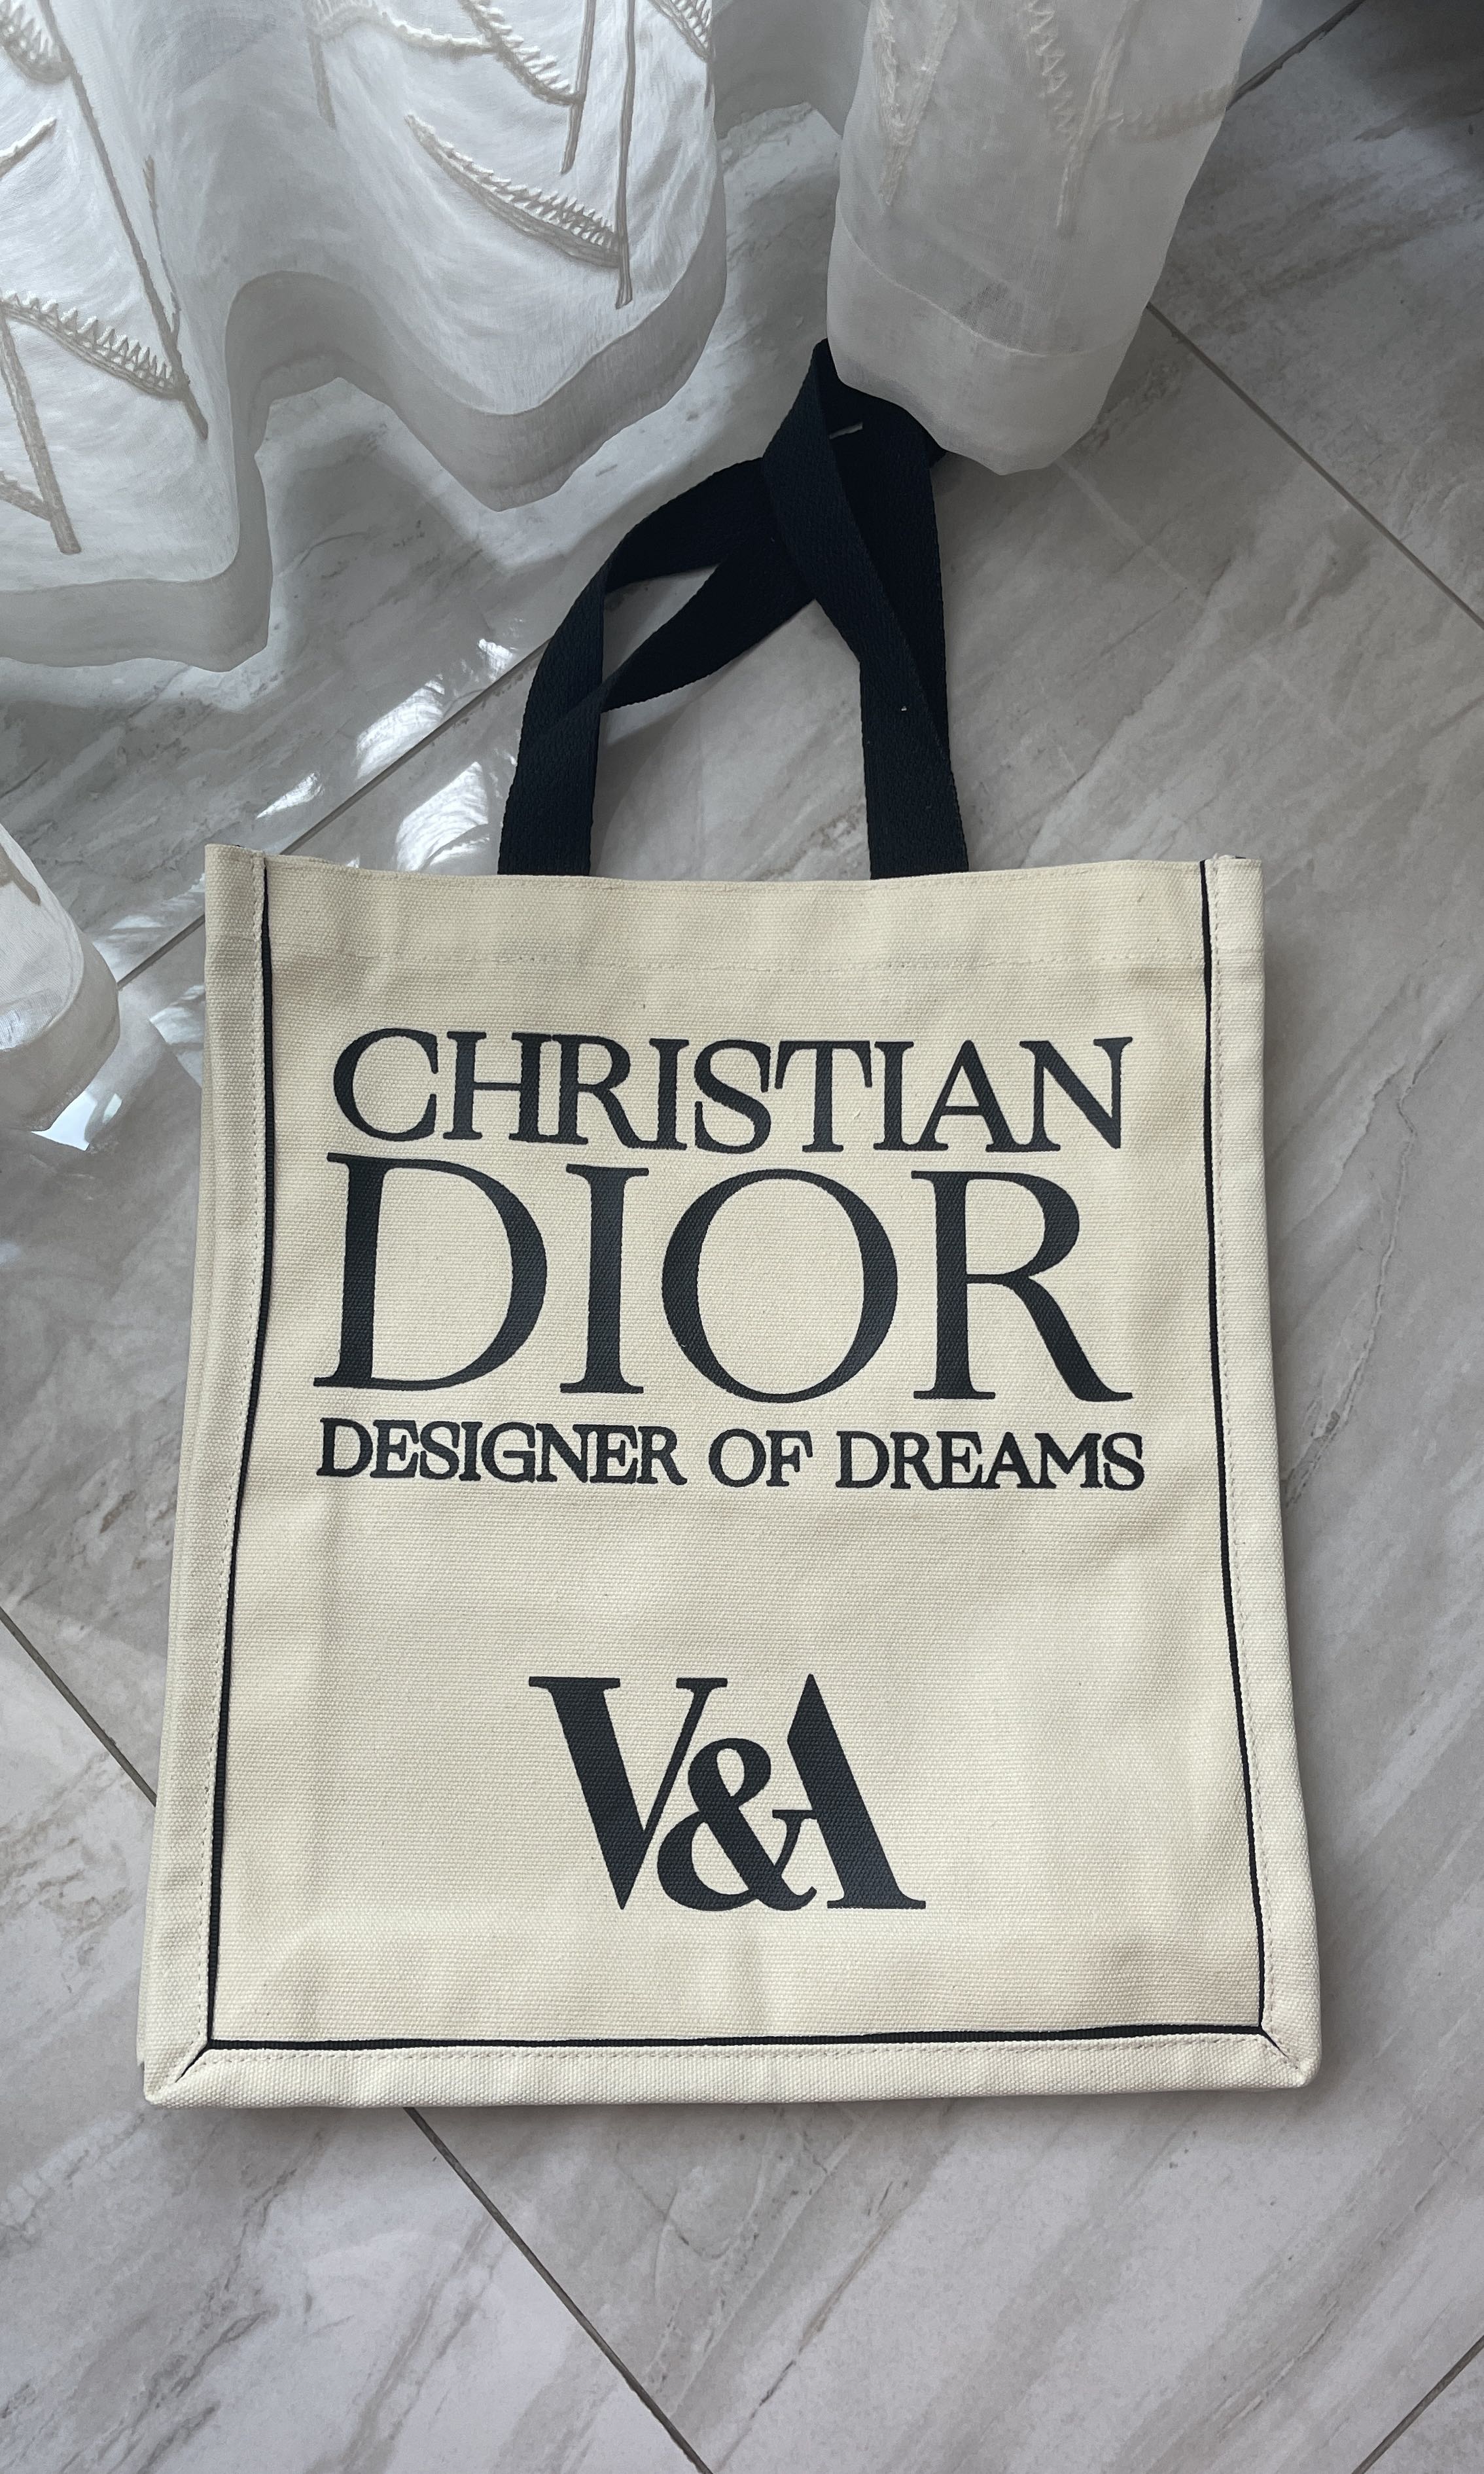 CHRISTIAN
DIOR
DESIGNER OF DREAMS
V&A